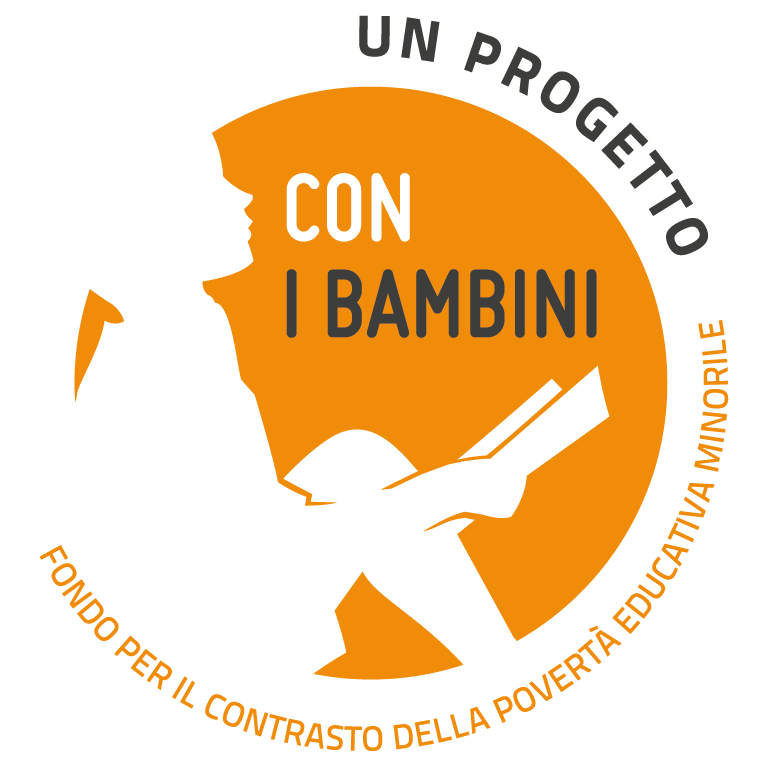 UN PROGETTO
CON
I BAMBINI
FONDO PER IL CONTRASTO DELLA POVERTÀ EDUCATIVA MINORILE